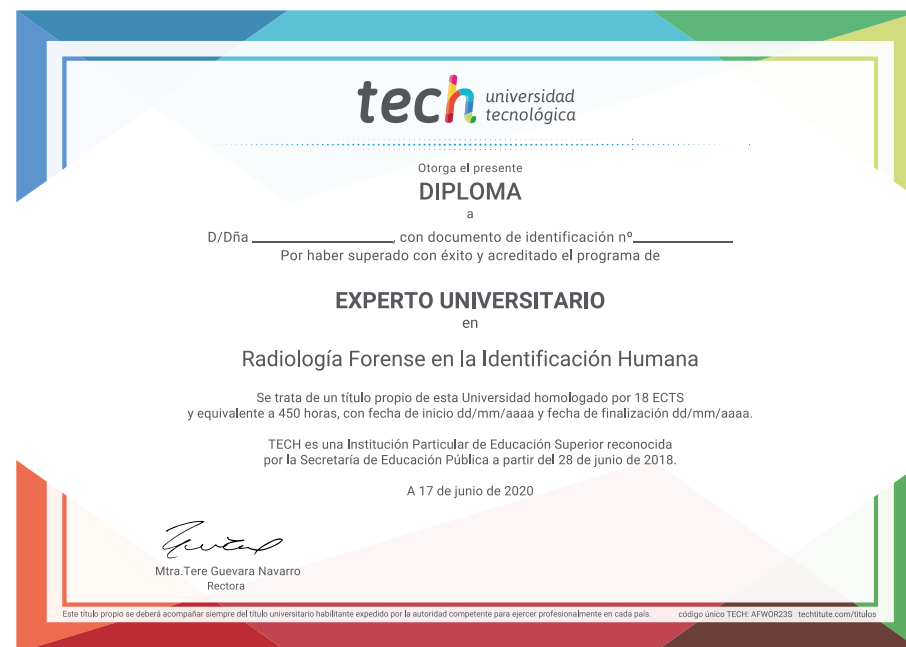 tech universidad
tecnológica
Otorga el presente
DIPLOMA
a
D/Dña ____________________, con documento de identificación nº______________
Por haber superado con éxito y acreditado el programa de
EXPERTO UNIVERSITARIO
en
Radiología Forense en la Identificación Humana
Se trata de un título propio de esta Universidad homologado por 18 ECTS
y equivalente a 450 horas, con fecha de inicio dd/mm/aaaa y fecha de finalización dd/mm/aaaa.
TECH es una Institución Particular de Educación Superior reconocida
por la Secretaría de Educación Pública a partir del 28 de junio de 2018.
A 17 de junio de 2020
Mtra.Tere Guevara Navarro
Rectora
Este título propio se deberá acompañar siempre del título universitario habilitante expedido por la autoridad competente para ejercer profesionalmente en cada país. código único TECH: AFWOR23S techtitute.com/titulos